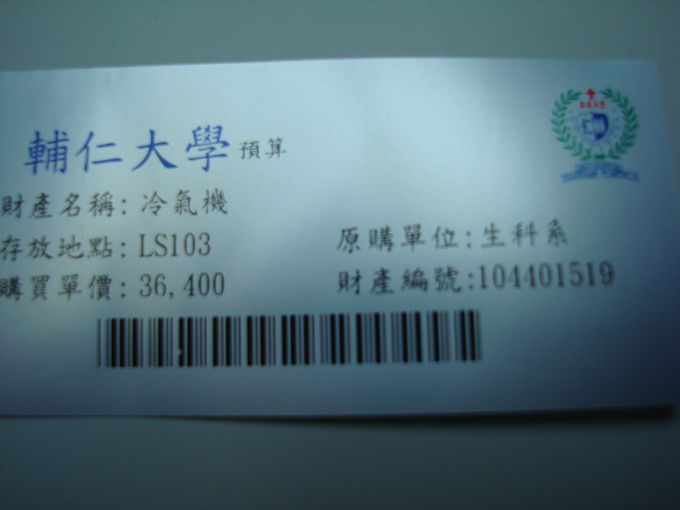 輔仁大學 預算
財產名稱: 冷氣機
存放地點: LS103
原購單位: 生科系
購買單價: 36,400
財產編號:104401519